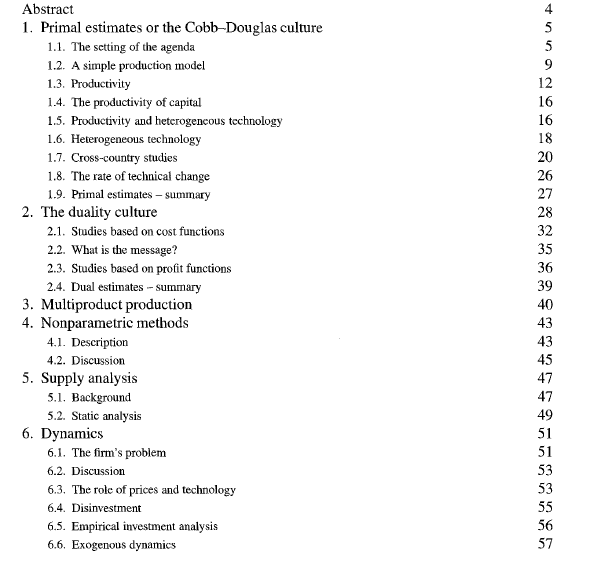 Abstract 4
1. Primal estimates or the Cobb–Douglas culture 5
1.1. The setting of the agenda 5
1.2. A simple production model 9
1.3. Productivity 12
1.4. The productivity of capital 16
1.5. Productivity and heterogeneous technology 16
1.6. Heterogeneous technology 18
1.7. Cross-country studies 20
1.8. The rate of technical change 26
1.9. Primal estimates – summary 27
2. The duality culture 28
2.1. Studies based on cost functions 32
2.2. What is the message? 35
2.3. Studies based on profit functions 36
2.4. Dual estimates – summary 39
3. Multiproduct production 40
4. Nonparametric methods 43
4.1. Description 43
4.2. Discussion 45
5. Supply analysis 47
5.1. Background 47
5.2. Static analysis 49
6. Dynamics 51
6.1. The firm's problem 51
6.2. Discussion 53
6.3. The role of prices and technology 53
6.4. Disinvestment 55
6.5. Empirical investment analysis 56
6.6. Exogenous dynamics 57